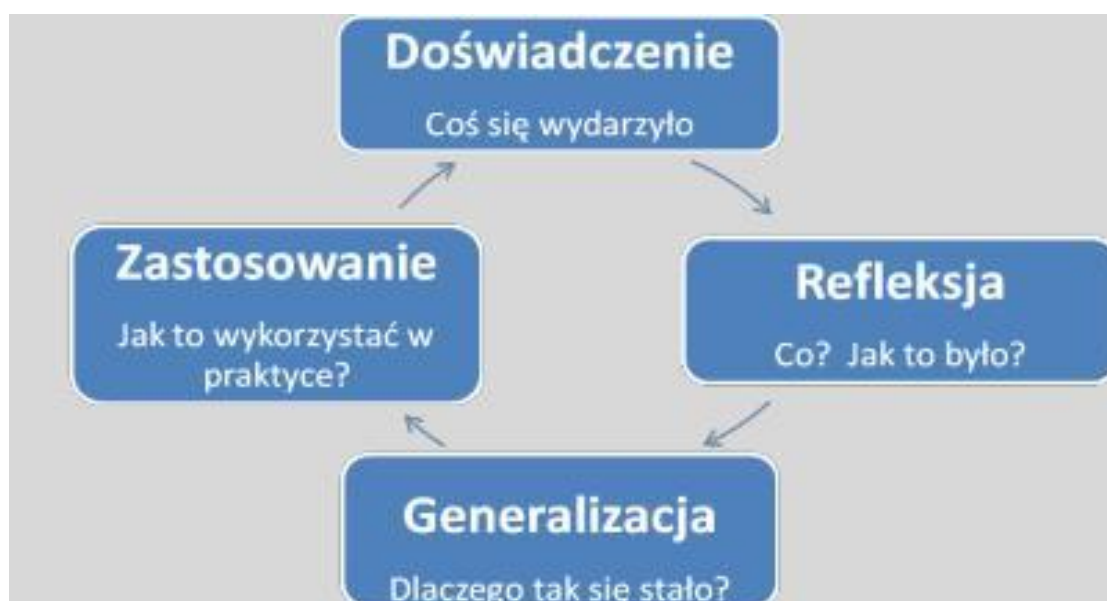 Doświadczenie
Coś się wydarzyło
Zastosowanie
Jak to wykorzystać w
praktyce?
Refleksja
Co? Jak to było?
Generalizacja
Dlaczego tak się stało?